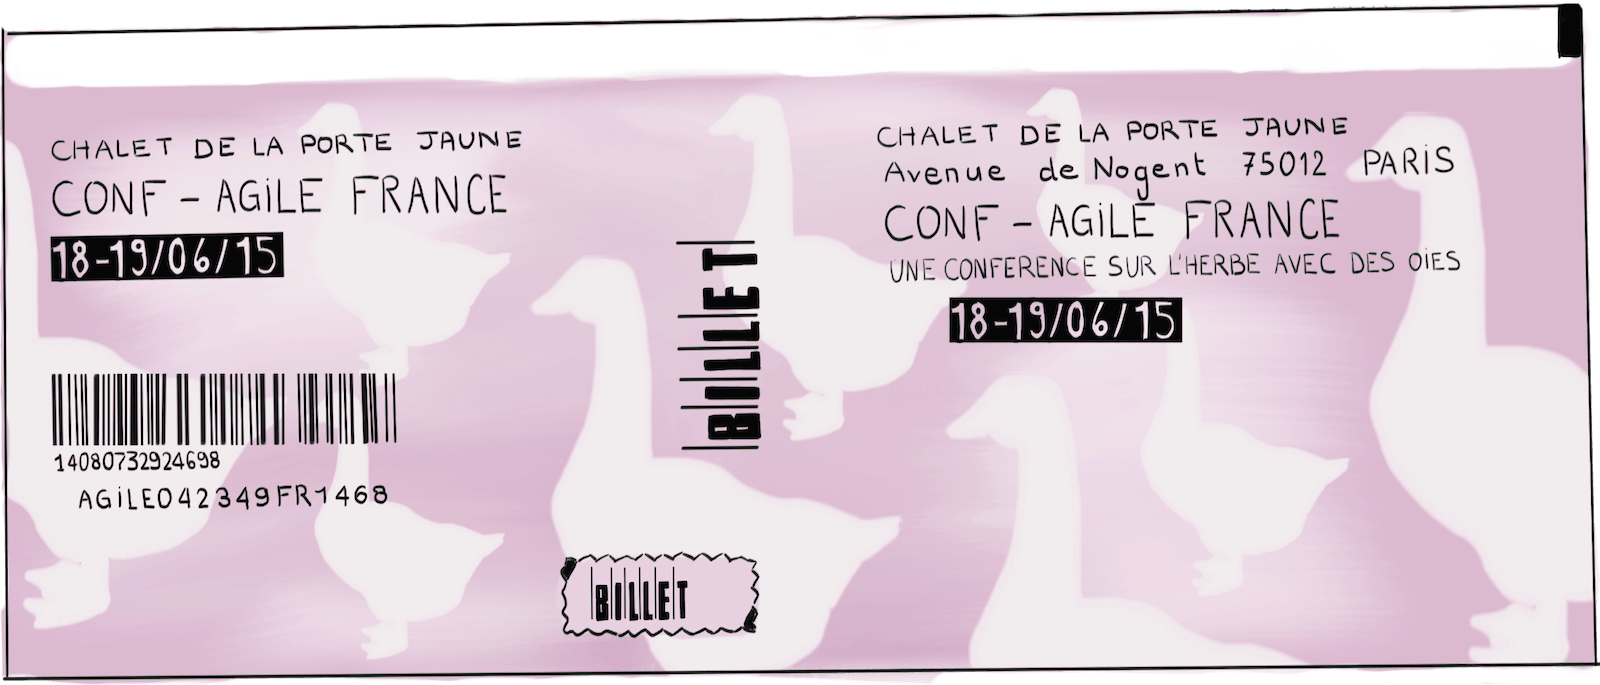 CHALET DE LA PORTE JAUNE
CONF - AGILE FRANCE
18-19/06/15
14080732924698
AGILE042349FR1468
BILLET
BILLET
CHALET DE LA PORTE JAUNE
Avenue de Nogent 75012 PARIS
CONF - AGILE FRANCE
UNE CONFERENCE SUR L'HERBE AVEC DES OIES
18-19/06/15